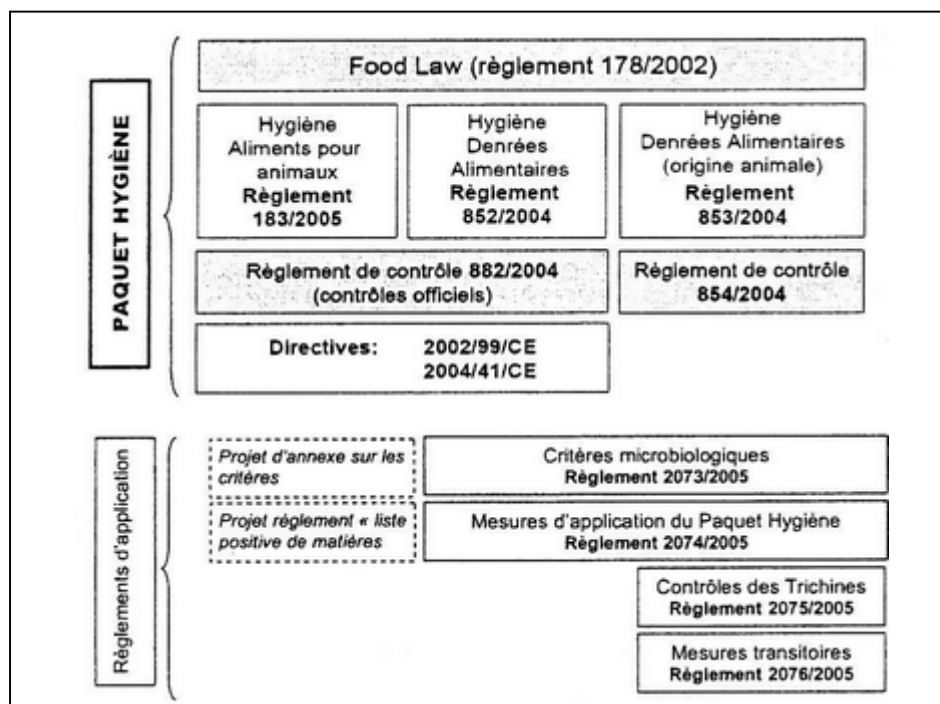 PAQUET HYGIÈNE
Food Law (règlement 178/2002)
Hygiène
Aliments pour
animaux
Règlement
183/2005
Hygiène
Denrées
Alimentaires
Règlement
852/2004
Hygiène
Denrées Alimentaires
(origine animale)
Règlement
853/2004
Règlement de contrôle 882/2004
(contrôles officiels)
Règlement de contrôle
854/2004
Directives: 2002/99/CE
2004/41/CE
Règlements d'application
Projet d'annexe sur les
critères
Critères microbiologiques
Règlement 2073/2005
Projet réglement « liste
positive de matières
Mesures d'application du Paquet Hygiène
Règlement 2074/2005
Contrôles des Trichines
Règlement 2075/2005
Mesures transitoires
Règlement 2076/2005